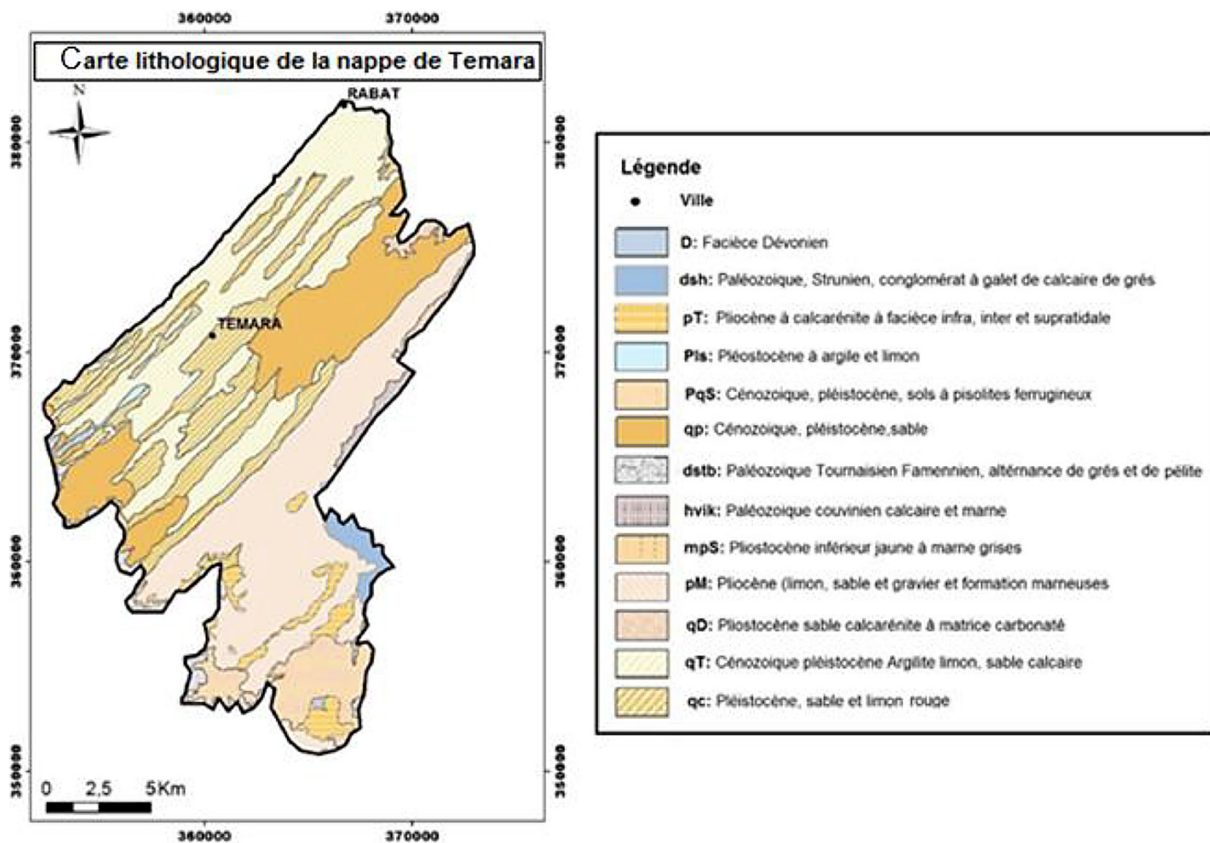 360000 370000
Carte lithologique de la nappe de Temara
N
RABAT
380000 380000
TEMARA
370000 370000
360000 360000
350000 350000
0 2,5 5Km
360000 370000
Légende
Ville
D: Facièce Dévonien
dsh: Paléozoique, Strunien, conglomérat à galet de calcaire de grés
pT: Pliocène à calcarénite à facièce infra, inter et supratidale
Pls: Pléostocène à argile et limon
PqS: Cénozoique, pléistocène, sols à pisolites ferrugineux
qp: Cénozoique, pléistocène,sable
dstb: Paléozoique Tournaisien Famennien, altérnance de grés et de pélite
hvik: Paléozoique couvinien calcaire et marne
mpS: Pliostocène inférieur jaune à marne grises
pM: Pliocène (limon, sable et gravier et formation marneuses
qD: Pliostocène sable calcarénite à matrice carbonaté
qT: Cénozoique pléistocène Argilite limon, sable calcaire
qc: Pléistocène, sable et limon rouge